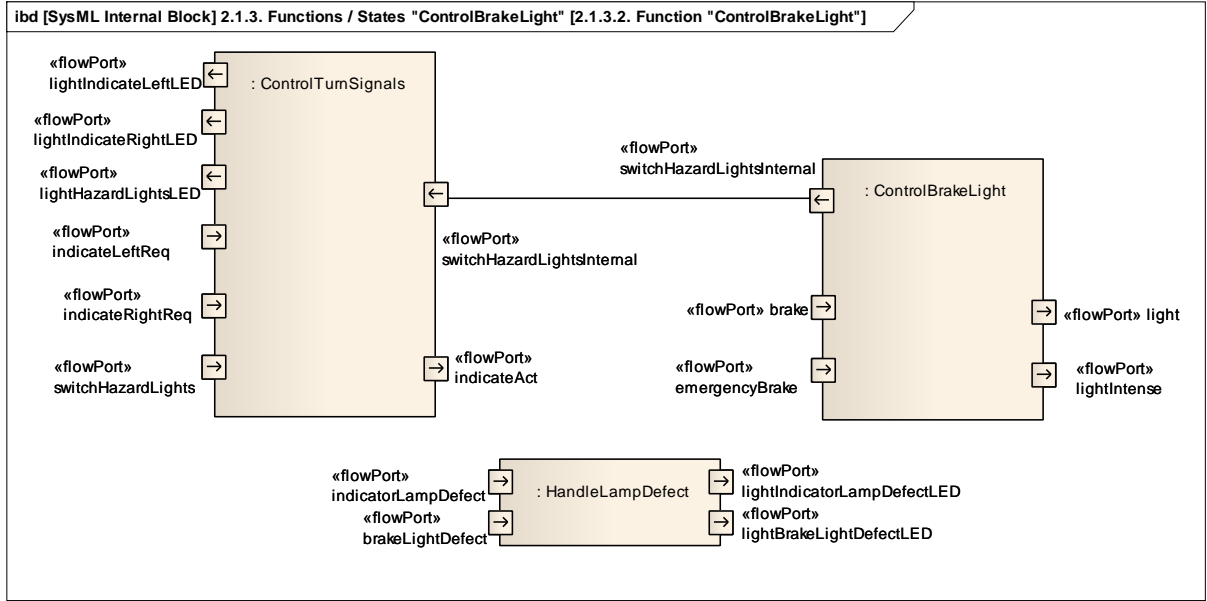 ibd [SysML Internal Block] 2.1.3. Functions / States "ControlBrakeLight" [2.1.3.2. Function "ControlBrakeLight"]
«flowPort»
lightIndicateLeftLED
: ControlTurnSignals
«flowPort»
lightIndicateRightLED
«flowPort»
lightHazardLightsLED
«flowPort»
indicateLeftReq
«flowPort»
indicateRightReq
«flowPort»
switchHazardLights
«flowPort»
switchHazardLightsInternal
«flowPort»
indicateAct
«flowPort»
switchHazardLightsInternal
: ControlBrakeLight
«flowPort» brake
«flowPort»
emergencyBrake
«flowPort» light
«flowPort»
lightIntense
«flowPort»
indicatorLampDefect
«flowPort»
brakeLightDefect
: HandleLampDefect
«flowPort»
lightIndicatorLampDefectLED
«flowPort»
lightBrakeLightDefectLED